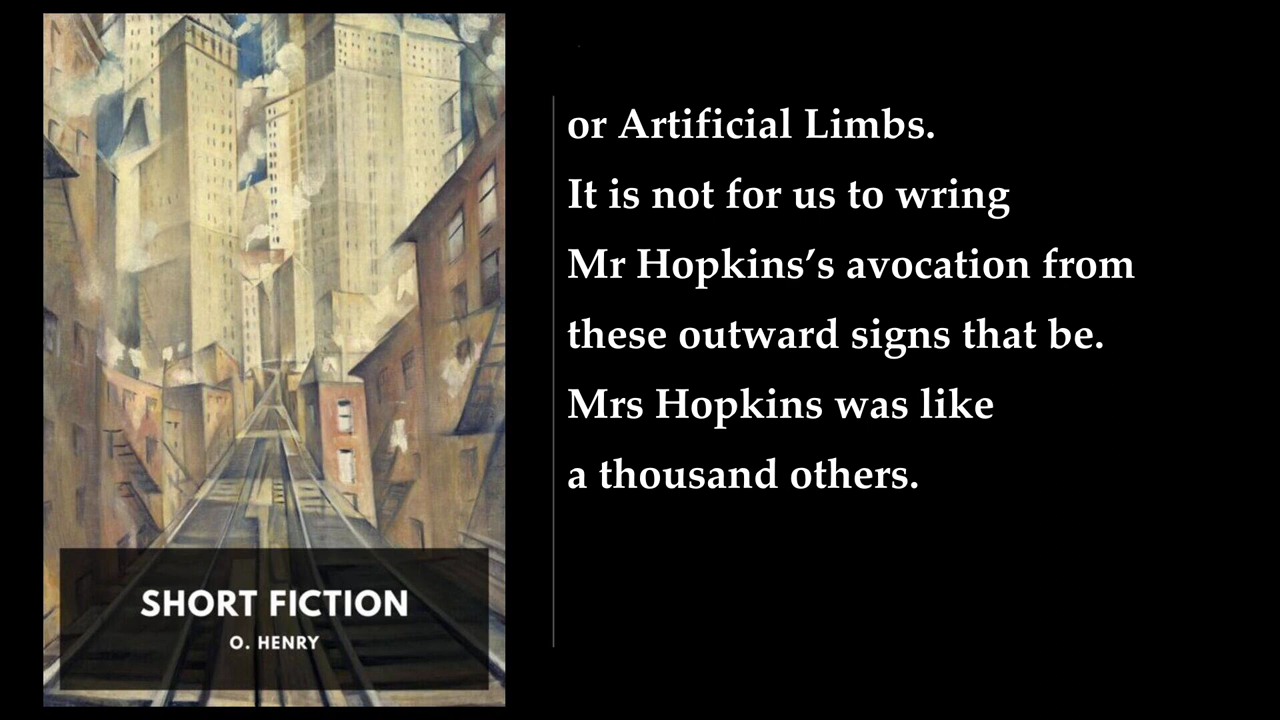 SHORT FICTION
O. HENRY
or Artificial Limbs.
It is not for us to wring
Mr Hopkins’s avocation from
these outward signs that be.
Mrs Hopkins was like
a thousand others.